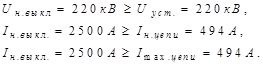 U н.выкл = 220 кВ ≥ U уст. = 220 кВ ,
I н.выкл. = 2500 А ≥ I н.цепи = 494 А ,
I н.выкл. = 2500 А ≥ I max .цепи = 494 А .